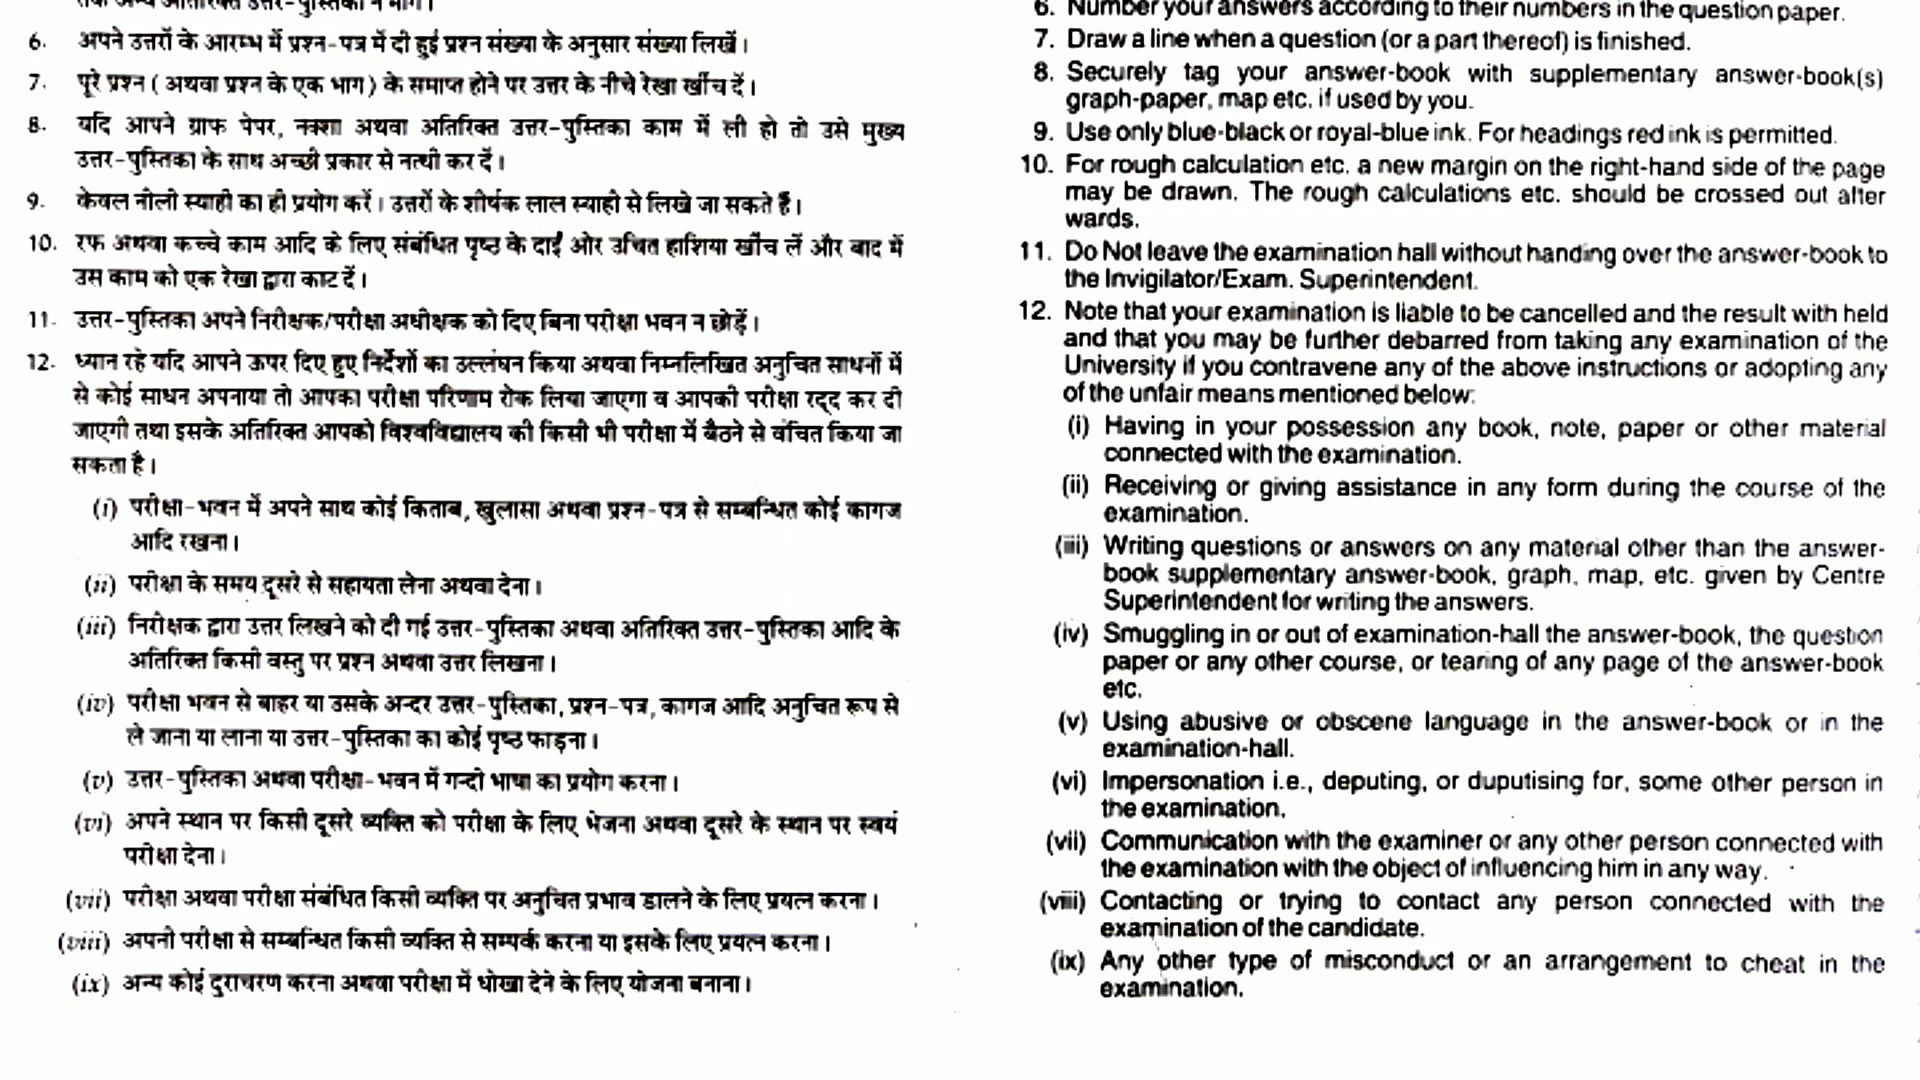 6. अपने उत्तरों के आरम्भ में प्रश्न-पत्र में दी हुई प्रश्न संख्या के अनुसार संख्या लिखें।
7. पूरे प्रश्न ( अथवा प्रश्न के एक भाग ) के समाप्त होने पर उत्तर के नीचे रेखा खींच दें।
8. यदि आपने ग्राफ पेपर, नक्शा अथवा अतिरिक्त उत्तर-पुस्तिका काम में ली हो तो उसे मुख्य
उत्तर-पुस्तिका के साथ अच्छी प्रकार से नत्थी कर दें।
9. केवल नीली स्याही का ही प्रयोग करें। उत्तरों के शीर्षक लाल स्याही से लिखे जा सकते हैं।
10. रफ अथवा कच्चे काम आदि के लिए संबंधित पृष्ठ के दाईं ओर उचित हाशिया खींच लें और बाद में
उस काम को एक रेखा द्वारा काट दें।
11. उत्तर-पुस्तिका अपने निरीक्षक/परीक्षा अधीक्षक को दिए बिना परीक्षा भवन न छोड़ें।
12. ध्यान रहे यदि आपने ऊपर दिए हुए निर्देशों का उल्लंघन किया अथवा निम्नलिखित अनुचित साधनों में
से कोई साधन अपनाया तो आपका परीक्षा परिणाम रोक लिया जाएगा व आपकी परीक्षा रद्द कर दी
जाएगी तथा इसके अतिरिक्त आपको विश्वविद्यालय की किसी भी परीक्षा में बैठने से वंचित किया जा
सकता है।
(i) परीक्षा-भवन में अपने साथ कोई किताब, खुलासा अथवा प्रश्न-पत्र से सम्बन्धित कोई कागज
आदि रखना।
(ii) परीक्षा के समय दूसरे से सहायता लेना अथवा देना।
(iii) निरीक्षक द्वारा उत्तर लिखने को दी गई उत्तर-पुस्तिका अथवा अतिरिक्त उत्तर-पुस्तिका आदि के
अतिरिक्त किसी वस्तु पर प्रश्न अथवा उत्तर लिखना।
(iv) परीक्षा भवन से बाहर या उसके अन्दर उत्तर-पुस्तिका, प्रश्न-पत्र, कागज आदि अनुचित रूप से
ले जाना या लाना या उत्तर-पुस्तिका का कोई पृष्ठ फाड़ना।
(v) उत्तर-पुस्तिका अथवा परीक्षा-भवन में गन्दी भाषा का प्रयोग करना।
(vi) अपने स्थान पर किसी दूसरे व्यक्ति को परीक्षा के लिए भेजना अथवा दूसरे के स्थान पर स्वयं
परीक्षा देना।
(vii) परीक्षा अथवा परीक्षा संबंधित किसी व्यक्ति पर अनुचित प्रभाव डालने के लिए प्रयत्न करना।
(viii) अपनी परीक्षा से सम्बन्धित किसी व्यक्ति से सम्पर्क करना या इसके लिए प्रयत्न करना।
(ix) अन्य कोई दुराचरण करना अथवा परीक्षा में धोखा देने के लिए योजना बनाना।
6. Number your answers according to their numbers in the question paper.
7. Draw a line when a question (or a part thereof) is finished.
8. Securely tag your answer-book with supplementary answer-book(s)
graph-paper, map etc. if used by you.
9. Use only blue-black or royal-blue ink. For headings red ink is permitted.
10. For rough calculation etc. a new margin on the right-hand side of the page
may be drawn. The rough calculations etc. should be crossed out after
wards.
11. Do Not leave the examination hall without handing over the answer-book to
the Invigilator/Exam. Superintendent.
12. Note that your examination is liable to be cancelled and the result with held
and that you may be further debarred from taking any examination of the
University if you contravene any of the above instructions or adopting any
of the unfair means mentioned below:
(i) Having in your possession any book, note, paper or other material
connected with the examination.
(ii) Receiving or giving assistance in any form during the course of the
examination.
(iii) Writing questions or answers on any material other than the answer-
book supplementary answer-book, graph, map, etc. given by Centre
Superintendent for writing the answers.
(iv) Smuggling in or out of examination-hall the answer-book, the question
paper or any other course, or tearing of any page of the answer-book
etc.
(v) Using abusive or obscene language in the answer-book or in the
examination-hall.
(vi) Impersonation i.e., deputing, or duputising for, some other person in
the examination.
(vii) Communication with the examiner or any other person connected with
the examination with the object of influencing him in any way.
(viii) Contacting or trying to contact any person connected with the
examination of the candidate.
(ix) Any other type of misconduct or an arrangement to cheat in the
examination.